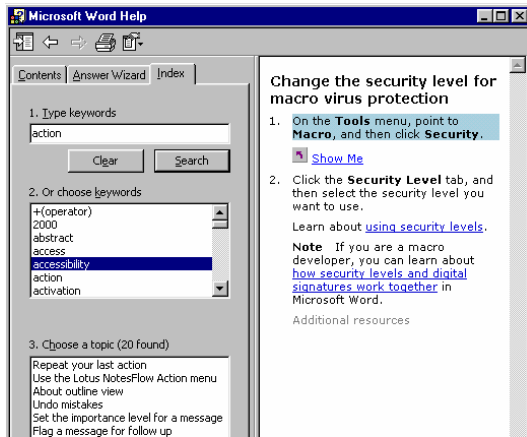 Microsoft Word Help
Contents Answer Wizard Index
1. Type keywords
action
Clear Search
2. Or choose keywords
+(operator)
2000
abstract
access
accessibility
action
activation
3. Choose a topic (20 found)
Repeat your last action
Use the Lotus NotesFlow Action menu
About outline view
Undo mistakes
Set the importance level for a message
Flag a message for follow up
Change the security level for
macro virus protection
1. On the Tools menu, point to
Macro, and then click Security.
Show Me
2. Click the Security Level tab, and
then select the security level you
want to use.
Learn about using security levels.
Note If you are a macro
developer, you can learn about
how security levels and digital
signatures work together in
Microsoft Word.
Additional resources